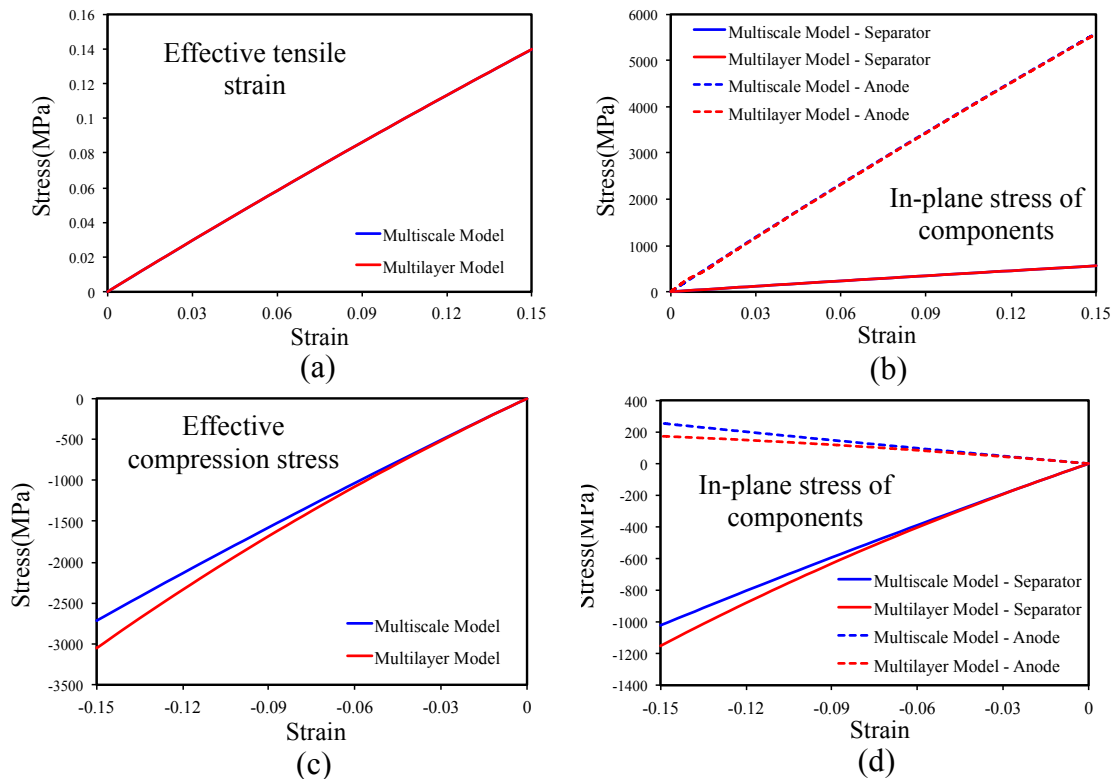 0.16
0.14
0.12
0.1
0.08
0.06
0.04
0.02
0
Stress(MPa)
Effective tensile
strain
Multiscale Model
Multilayer Model
0
0.03
0.06
0.09
0.12
0.15
Strain
(a)
6000
5000
4000
3000
2000
1000
0
Stress(MPa)
Multiscale Model - Separator
Multilayer Model - Separator
Multiscale Model - Anode
Multilayer Model - Anode
In-plane stress of
components
0
0.03
0.06
0.09
0.12
0.15
Strain
(b)
0
-500
-1000
-1500
-2000
-2500
-3000
-3500
Stress(MPa)
Effective
compression stress
Multiscale Model
Multilayer Model
-0.15
-0.12
-0.09
-0.06
-0.03
0
Strain
(c)
400
200
0
-200
-400
-600
-800
-1000
-1200
-1400
Stress(MPa)
In-plane stress of
components
Multiscale Model - Separator
Multilayer Model - Separator
Multiscale Model - Anode
Multilayer Model - Anode
-0.15
-0.12
-0.09
-0.06
-0.03
0
Strain
(d)